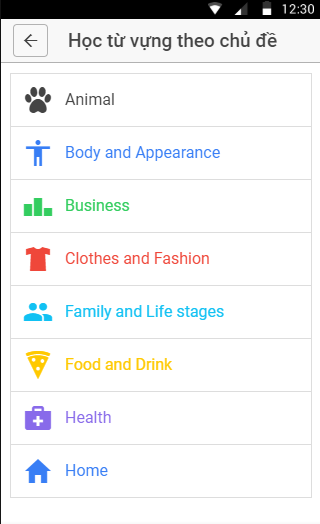 12:30
Học từ vựng theo chủ đề
Animal
Body and Appearance
Business
Clothes and Fashion
Family and Life stages
Food and Drink
Health
Home